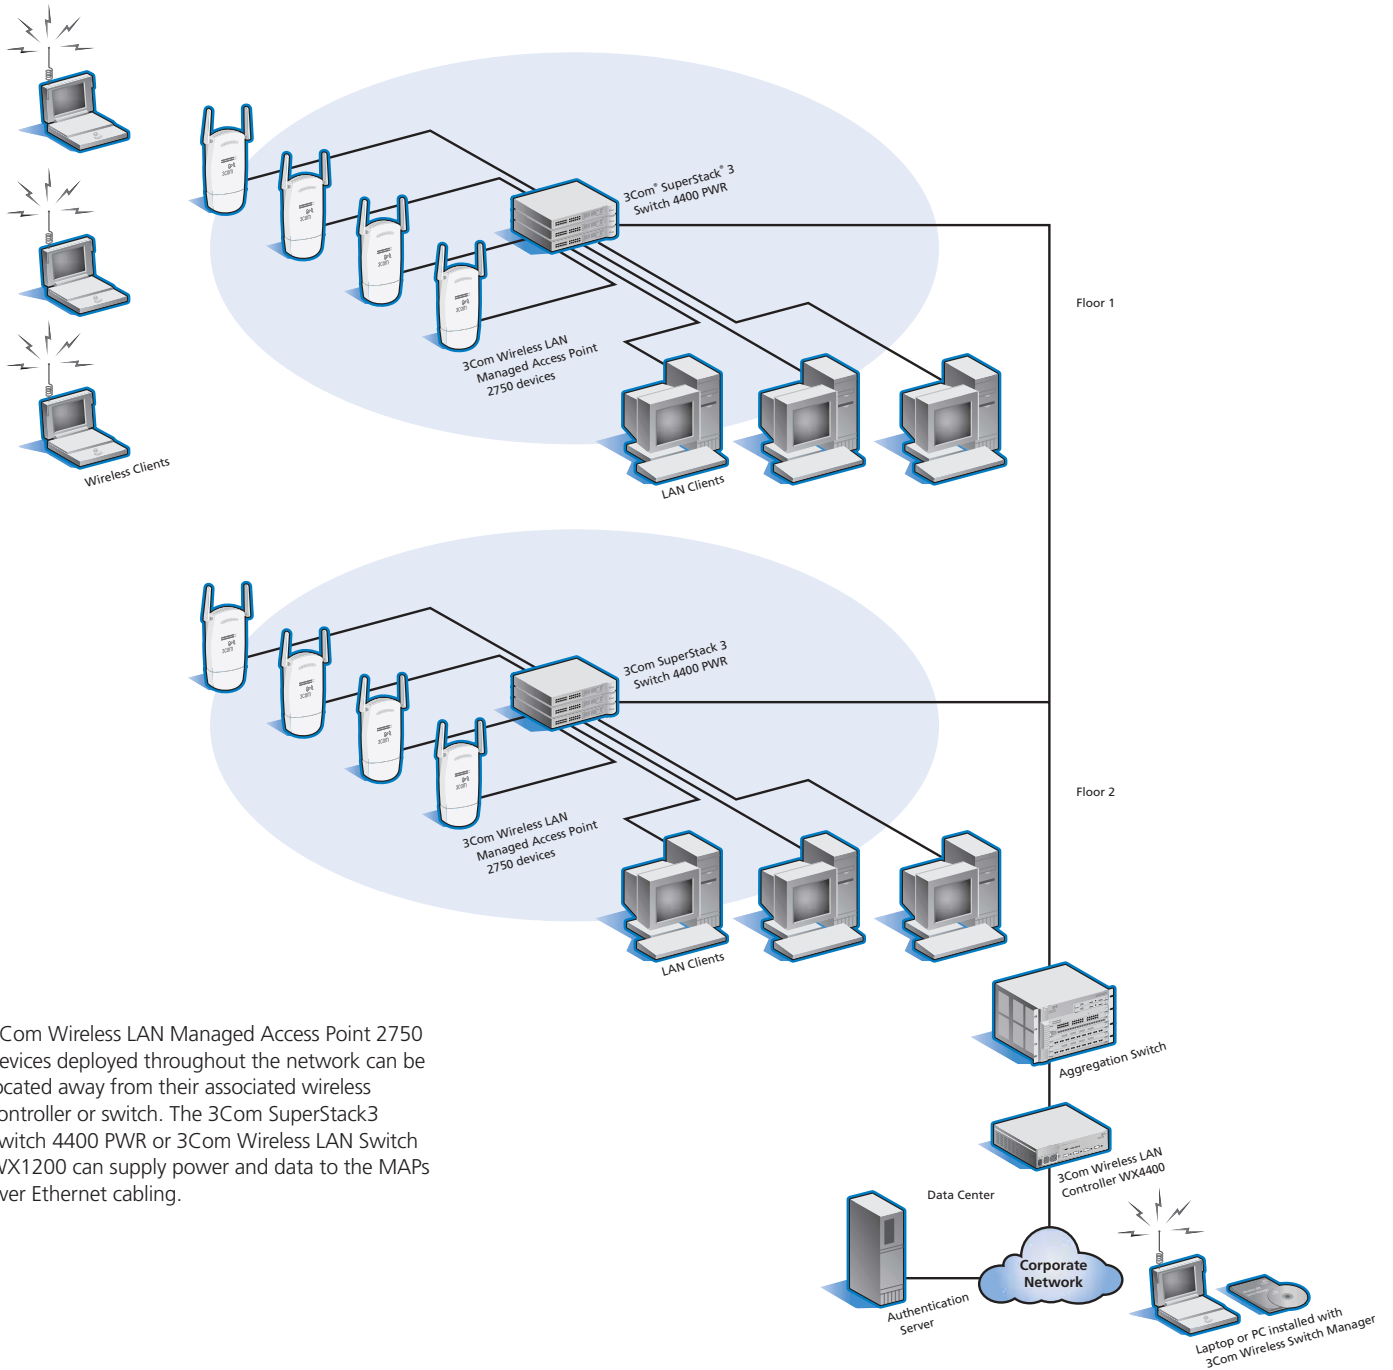 3Com® SuperStack® 3
Switch 4400 PWR
Floor 1
3Com Wireless LAN
Managed Access Point
2750 devices
Wireless Clients
LAN Clients
3Com SuperStack 3
Switch 4400 PWR
Floor 2
3Com Wireless LAN
Managed Access Point
2750 devices
LAN Clients
Com Wireless LAN Managed Access Point 2750
evices deployed throughout the network can be
ocated away from their associated wireless
ontroller or switch. The 3Com SuperStack3
witch 4400 PWR or 3Com Wireless LAN Switch
WX1200 can supply power and data to the MAPs
ver Ethernet cabling.
Aggregation Switch
3Com Wireless LAN
Controller WX4400
Data Center
Corporate
Network
Authentication
Server
Laptop or PC installed with
3Com Wireless Switch Manager